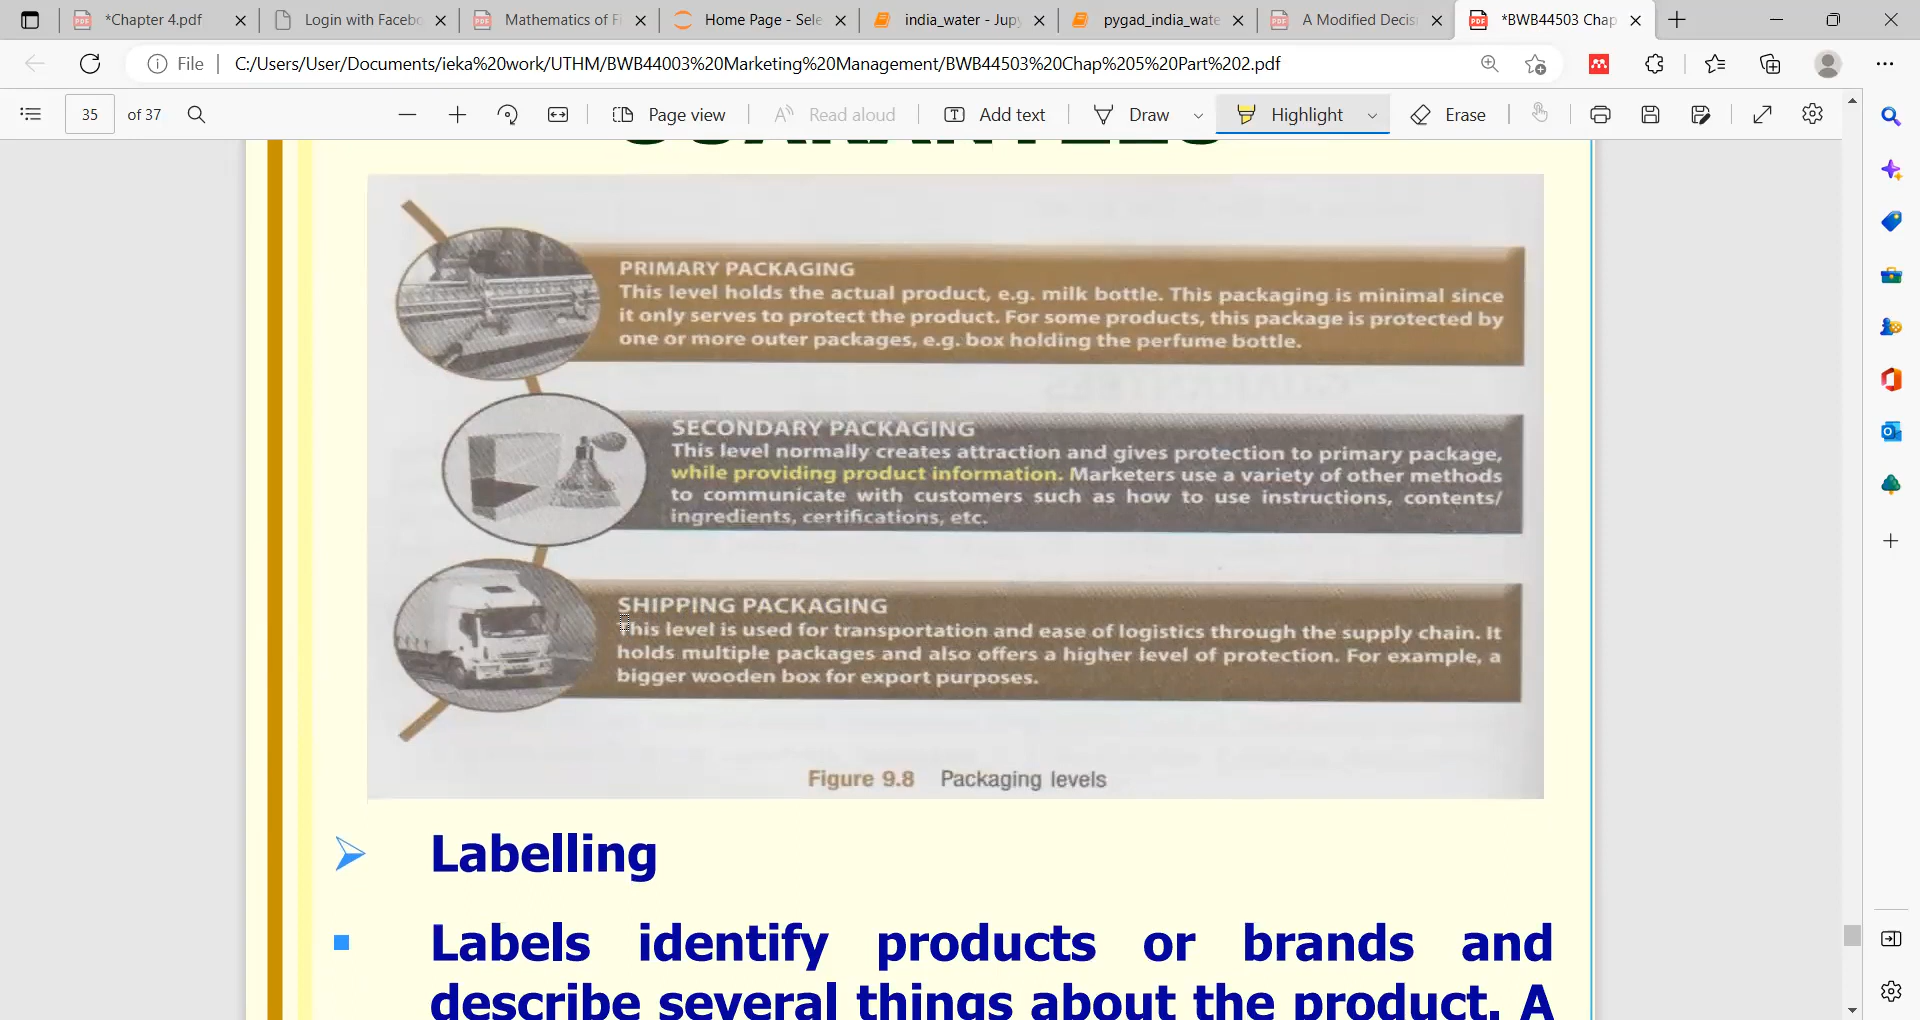 *Chapter 4.pdf
Login with Facebo
Mathematics of Fi
Home Page - Sele
india_water - Jupy
pygad_india_wate
A Modified Decis
*BWB44503 Chap
File
C:/Users/User/Documents/ieka%20work/UTHM/BWB44003%20Marketing%20Management/BWB44503%20Chap%205%20Part%202.pdf
35 of 37
Page view
Read aloud
Add text
Draw
Highlight
Erase
GUARANTEES
PRIMARY PACKAGING
This level holds the actual product, e.g. milk bottle. This packaging is minimal since
it only serves to protect the product. For some products, this package is protected by
one or more outer packages, e.g. box holding the perfume bottle.
SECONDARY PACKAGING
This level normally creates attraction and gives protection to primary package,
while providing product information. Marketers use a variety of other methods
to communicate with customers such as how to use instructions, contents/
ingredients, certifications, etc.
SHIPPING PACKAGING
This level is used for transportation and ease of logistics through the supply chain. It
holds multiple packages and also offers a higher level of protection. For example, a
bigger wooden box for export purposes.
Figure 9.8 Packaging levels
Labelling
Labels identify products or brands and
describe several things about the product. A